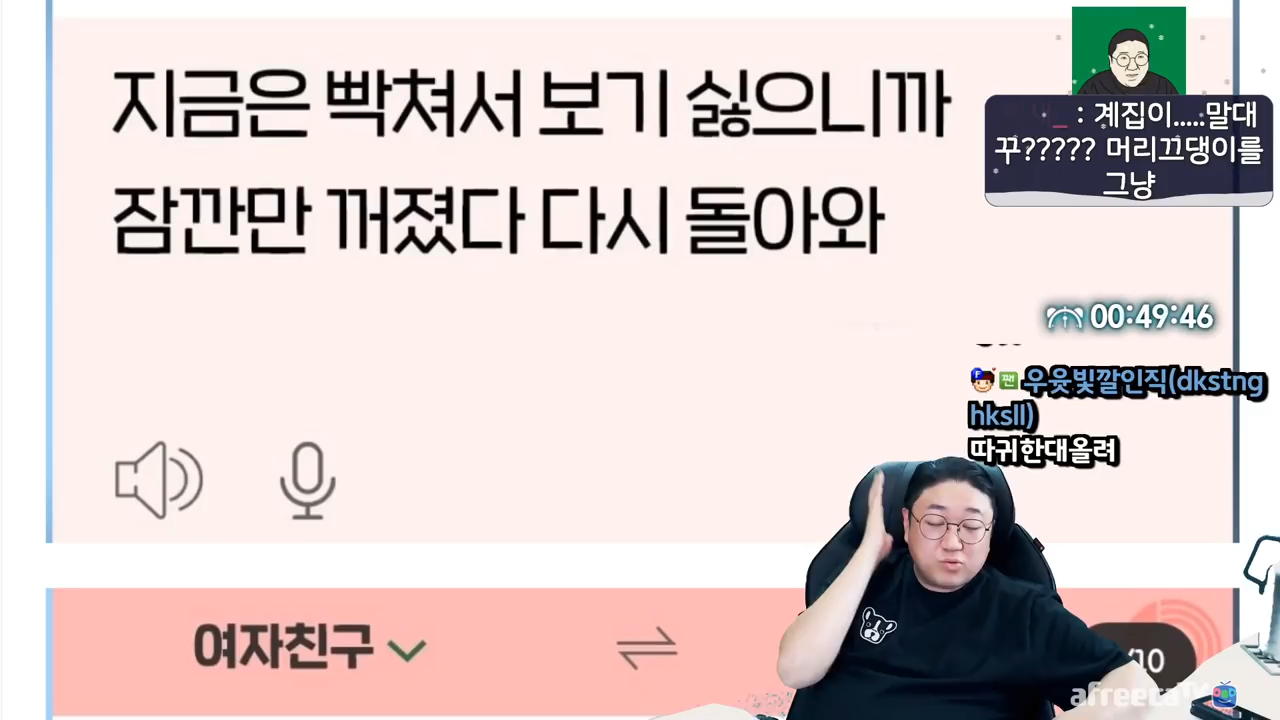 지금은 빡쳐서 보기 싫으니까
잠깐만 꺼졌다 다시 돌아와
: 계집이.....말대
꾸????? 머리끄댕이를
그냥
00:49:46
우윳빛깔인직(dkstng
hksll)
따귀한대올려
여자친구
/10
afreecaTV